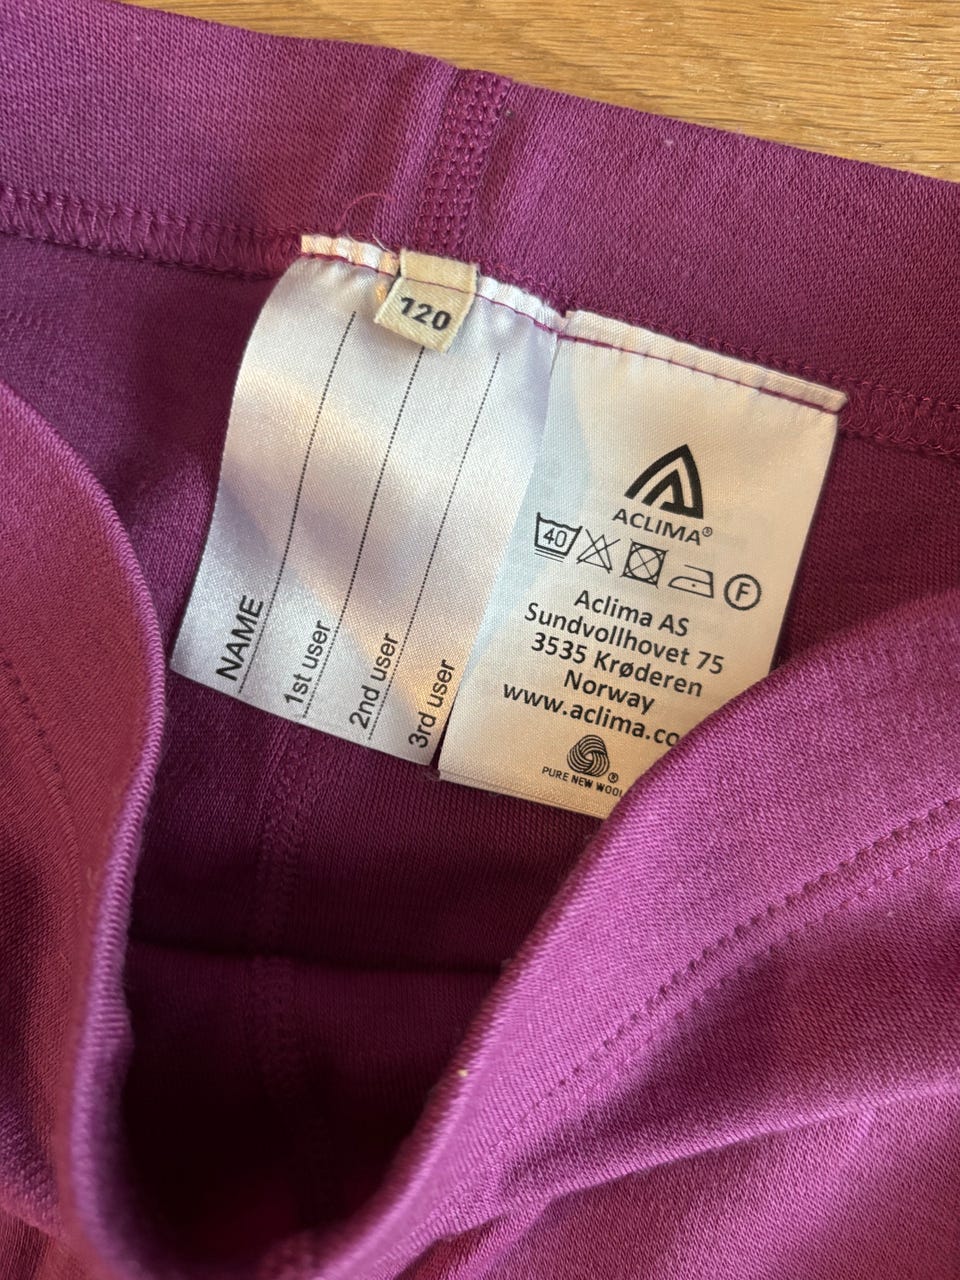 120
NAME
1st user
2nd user
3rd user
ACLIMA®
40
F
Aclima AS
Sundvollhovet 75
3535 Krøderen
Norway
www.aclima.co
®
PURE NEW WOOL